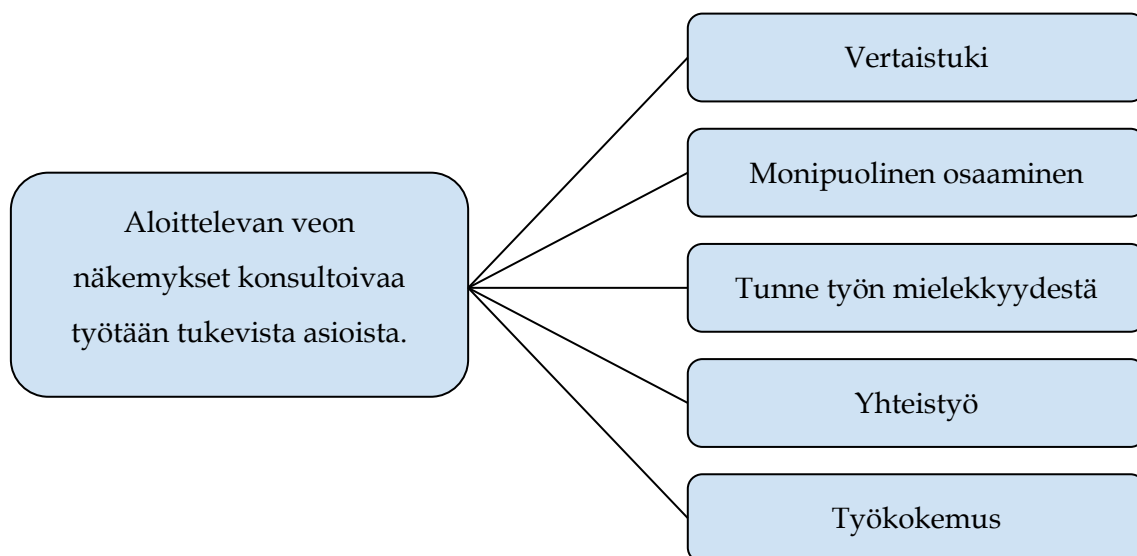 Aloittelevan veon
näkemykset konsultoivaa
työtään tukevista asioista.
Vertaistuki
Monipuolinen osaaminen
Tunne työn mielekkyydestä
Yhteistyö
Työkokemus